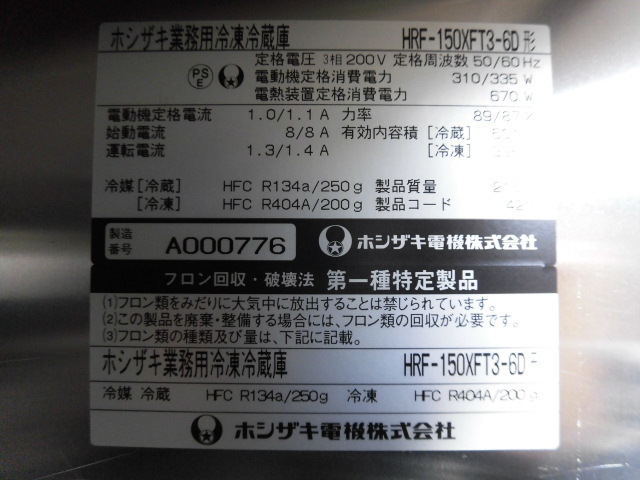 ホシザキ業務用冷凍冷蔵庫 HRF-150XFT3-6D形
定格電圧 3相200V 定格周波数 50/60Hz
PS E 電動機定格消費電力 310/335 W
電熱装置定格消費電力 670 W
電動機定格電流 1.0/1.1 A 力率 89/87
始動電流 8/8 A 有効内容積 [冷蔵]
運転電流 1.3/1.4 A [冷凍]
冷媒[冷蔵] HFC R134a/250g 製品質量
[冷凍] HFC R404A/200g 製品コード
製造番号 A000776 ホシザキ電機株式会社
フロン回収・破壊法 第一種特定製品
(1)フロン類をみだりに大気中に放出することは禁じられています。
(2)この製品を廃棄・整備する場合には、フロン類の回収が必要です。
(3)フロン類の種類及び量は、下記に記載。
ホシザキ業務用冷凍冷蔵庫 HRF-150XFT3-6D
冷媒 冷蔵 HFC R134a/250g 冷凍 HFC R404A/200g
ホシザキ電機株式会社